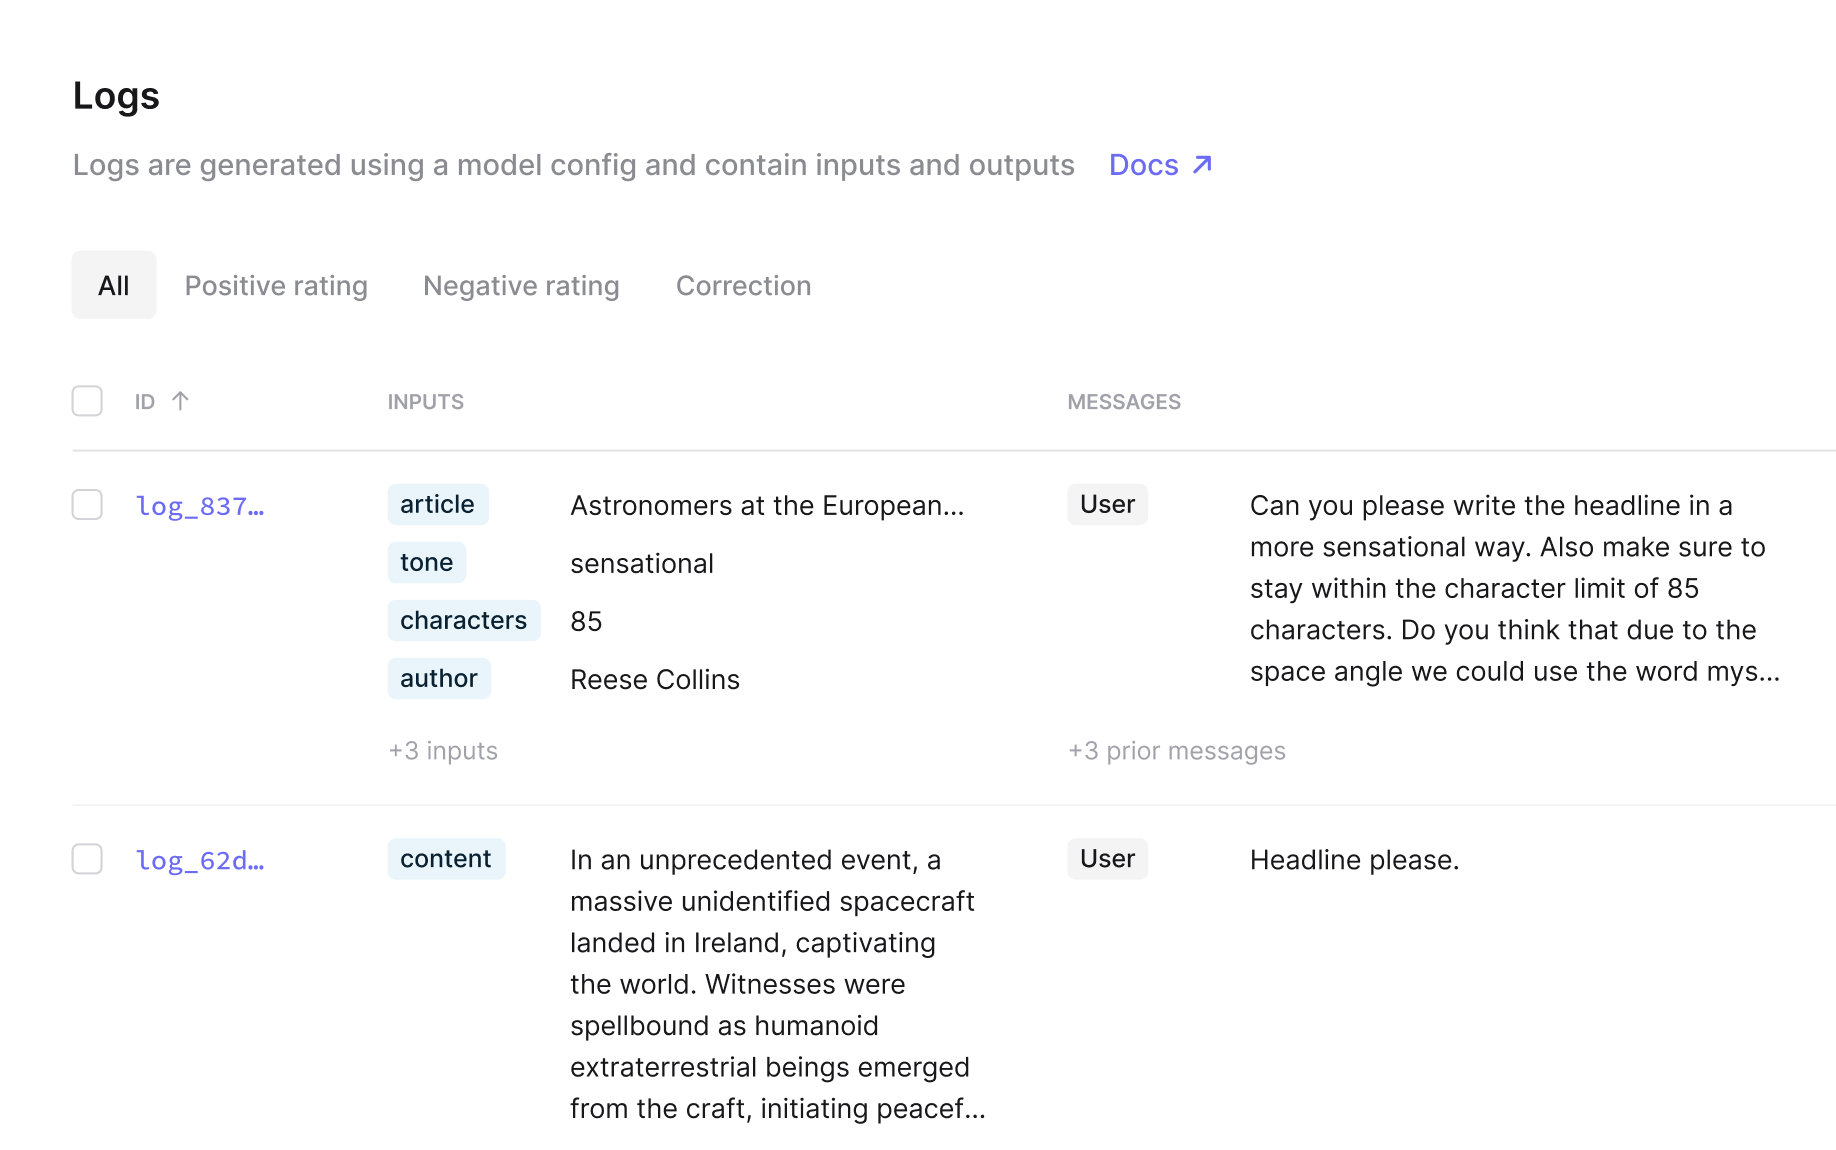 Logs
Logs are generated using a model config and contain inputs and outputs Docs ↗
All Positive rating Negative rating Correction
ID ↑ INPUTS MESSAGES
log_837… article Astronomers at the European... User Can you please write the headline in a
more sensational way. Also make sure to
stay within the character limit of 85
characters. Do you think that due to the
space angle we could use the word mys...
tone sensational
characters 85
author Reese Collins
+3 inputs +3 prior messages
log_62d… content In an unprecedented event, a User Headline please.
massive unidentified spacecraft
landed in Ireland, captivating
the world. Witnesses were
spellbound as humanoid
extraterrestrial beings emerged
from the craft, initiating peacef...